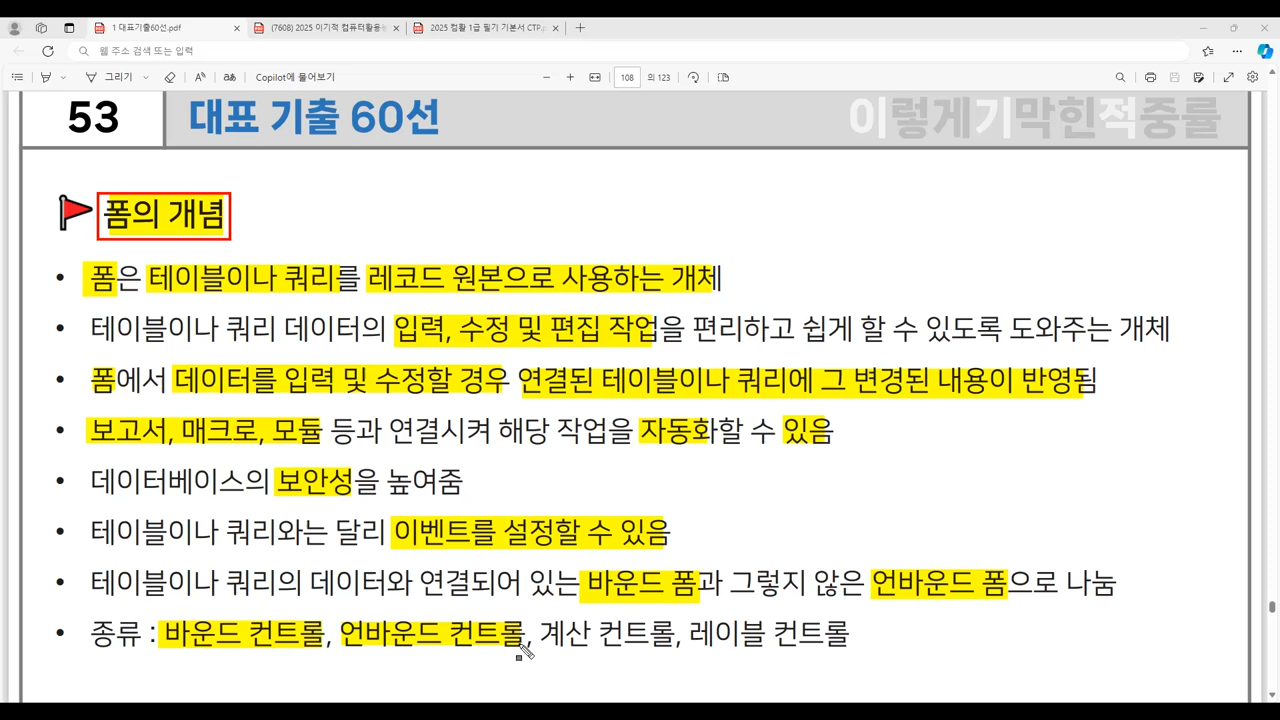 1 대표기출60선.pdf
(7608) 2025 이기적 컴퓨터활용능
2025 컴활 1급 필기 기본서 CTP.
웹 주소 검색 또는 입력
그리기
Copilot에 물어보기
108 의 123
53 대표 기출 60선 이렇게기막힌적중률
폼의 개념
• 폼은 테이블이나 쿼리를 레코드 원본으로 사용하는 개체
• 테이블이나 쿼리 데이터의 입력, 수정 및 편집 작업을 편리하고 쉽게 할 수 있도록 도와주는 개체
• 폼에서 데이터를 입력 및 수정할 경우 연결된 테이블이나 쿼리에 그 변경된 내용이 반영됨
• 보고서, 매크로, 모듈 등과 연결시켜 해당 작업을 자동화할 수 있음
• 데이터베이스의 보안성을 높여줌
• 테이블이나 쿼리와는 달리 이벤트를 설정할 수 있음
• 테이블이나 쿼리의 데이터와 연결되어 있는 바운드 폼과 그렇지 않은 언바운드 폼으로 나눔
• 종류 : 바운드 컨트롤, 언바운드 컨트롤, 계산 컨트롤, 레이블 컨트롤